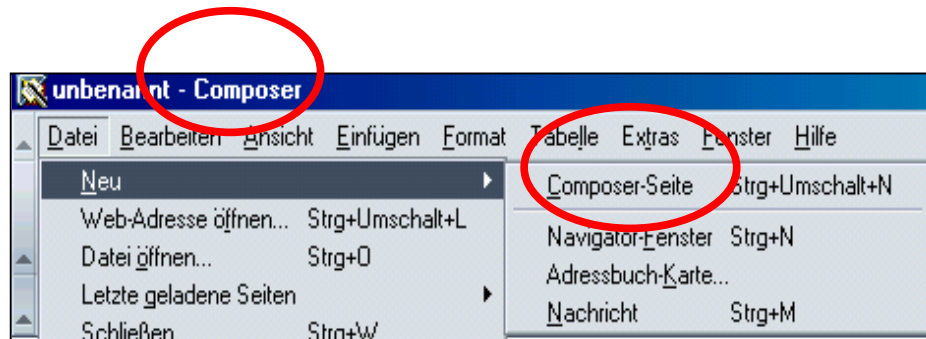 unbenannt - Composer
Datei Bearbeiten Ansicht Einfügen Format Tabelle Extras Fenster Hilfe
Neu
Composer-Seite Strg+Umschalt+N
Web-Adresse öffnen... Strg+Umschalt+L
Navigator-Fenster Strg+N
Datei öffnen... Strg+O
Adressbuch-Karte...
Letzte geladene Seiten
Nachricht Strg+M
Schließen Strg+W